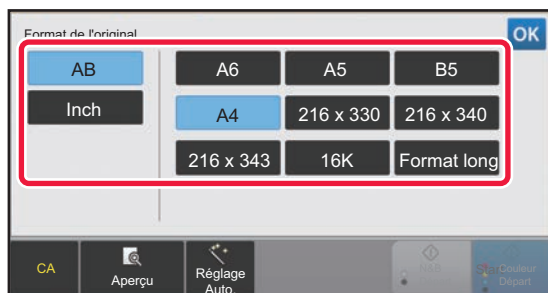 Format de l'original
OK
AB
Inch
A6
A5
B5
A4
216 x 330
216 x 340
216 x 343
16K
Format long
CA
Aperçu
Réglage
Auto.
N&B
Couleur
Départ